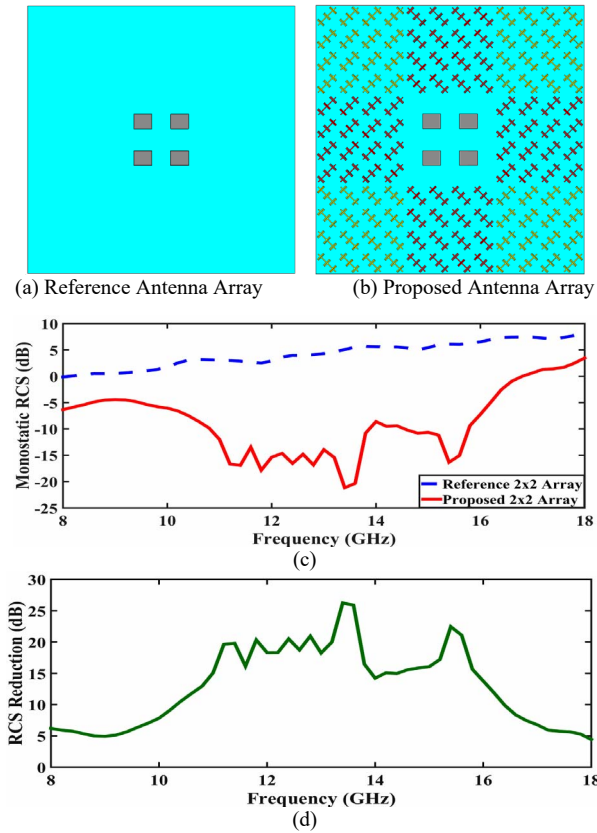 (a) Reference Antenna Array
(b) Proposed Antenna Array
10
5
0
-5
-10
-15
-20
-25
Monostatic RCS (dB)
Reference 2x2 Array
Proposed 2x2 Array
8
10
12
14
16
18
Frequency (GHz)
(c)
30
25
20
15
10
5
0
RCS Reduction (dB)
8
10
12
14
16
18
Frequency (GHz)
(d)